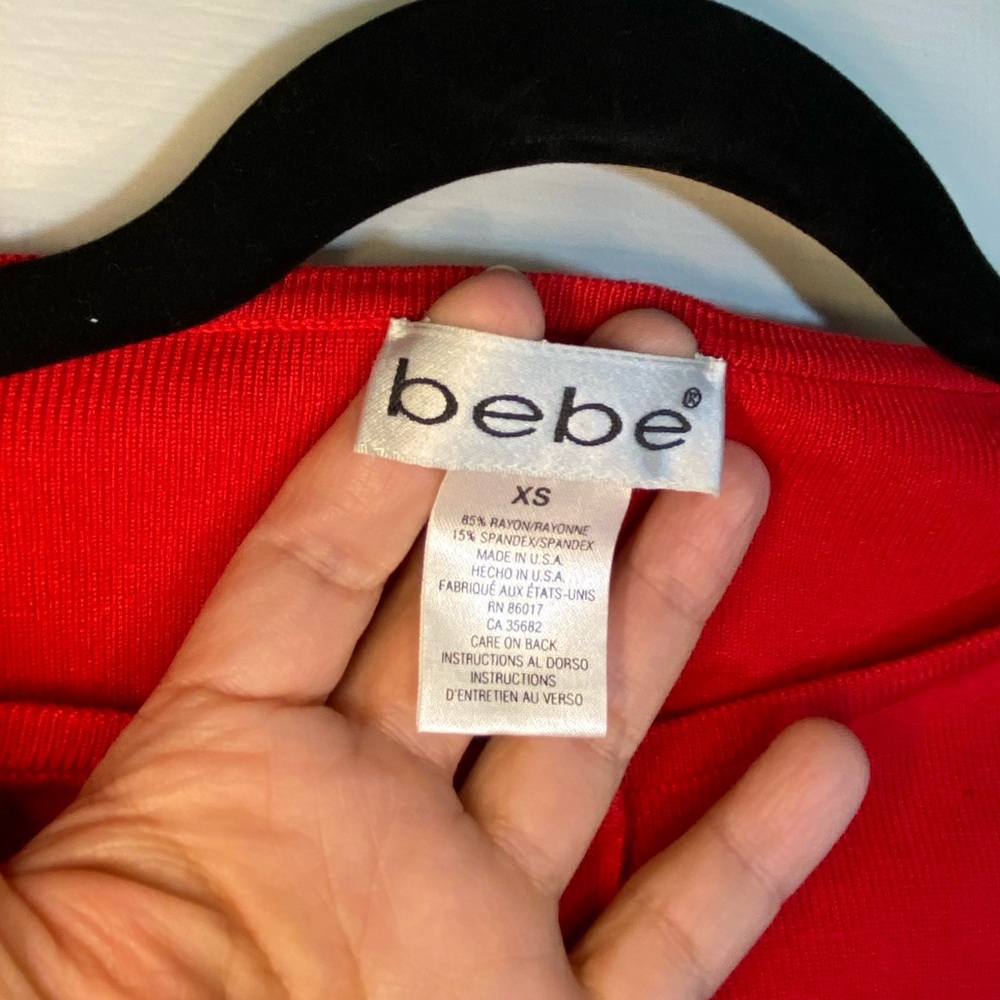 bebe®
XS
85% RAYON/RAYONNE
15% SPANDEX/SPANDEX
MADE IN U.S.A.
HECHO IN U.S.A.
FABRIQUÉ AUX ÉTATS-UNIS
RN 86017
CA 35682
CARE ON BACK
INSTRUCTIONS AL DORSO
INSTRUCTIONS
D'ENTRETIEN AU VERSO